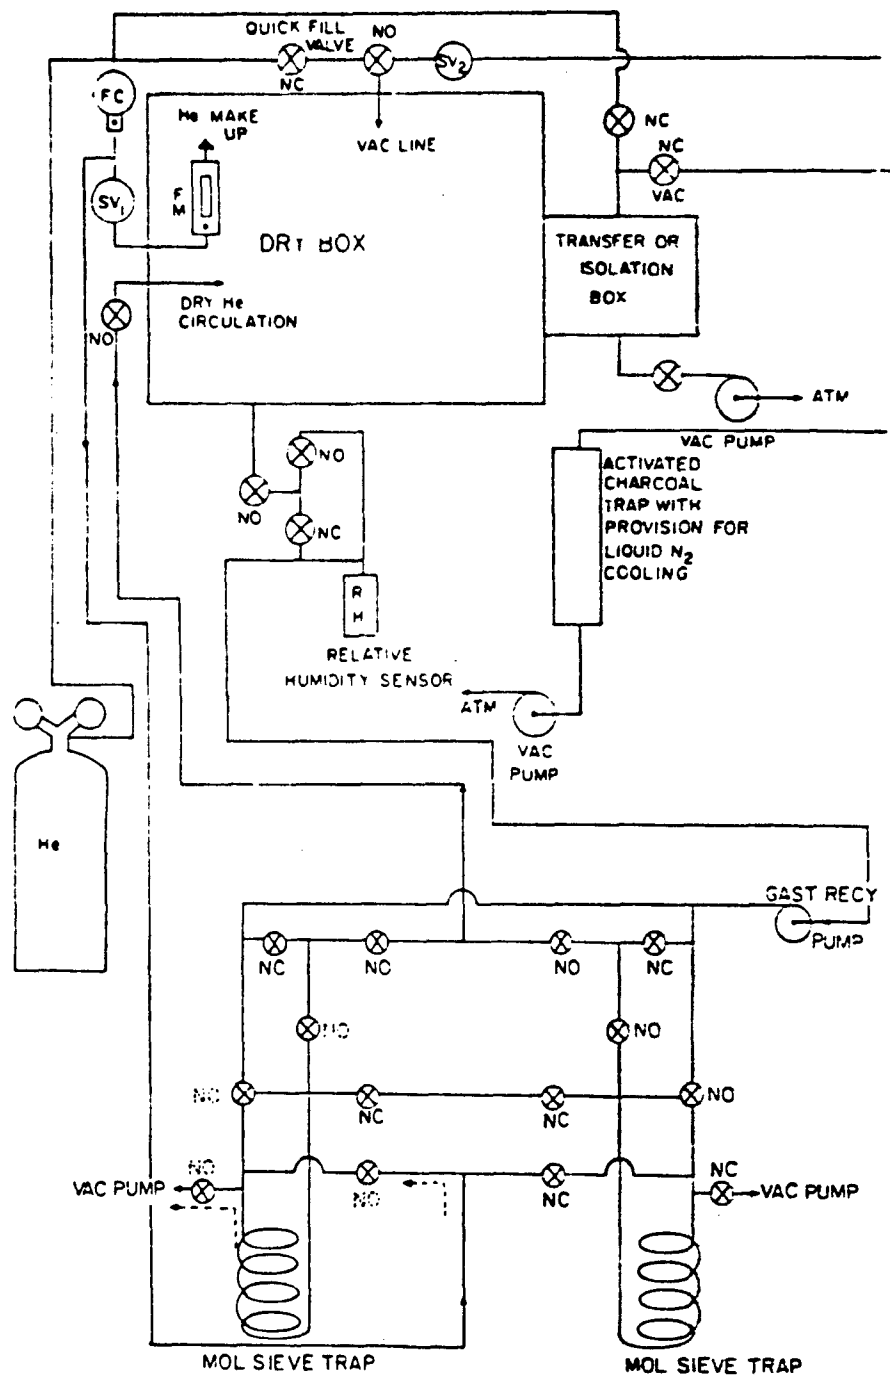 QUICK FILL
VALVE
NC
NO
SV2
FC
He MAKE
UP
VAC LINE
NC
NC
VAC
SV1
F
M
DRY BOX
TRANSFER OR
ISOLATION
BOX
DRY He
CIRCULATION
NO
ATM
VAC PUMP
NO
NO
NC
ACTIVATED
CHARCOAL
TRAP WITH
PROVISION FOR
LIQUID N2
COOLING
R
H
RELATIVE
HUMIDITY SENSOR
ATM
VAC
PUMP
He
GAST RECY
PUMP
NC
NC
NO
NC
NO
NO
NO
NC
NC
NO
VAC PUMP
NO
NO
NC
NC
VAC PUMP
MOL SIEVE TRAP
MOL SIEVE TRAP